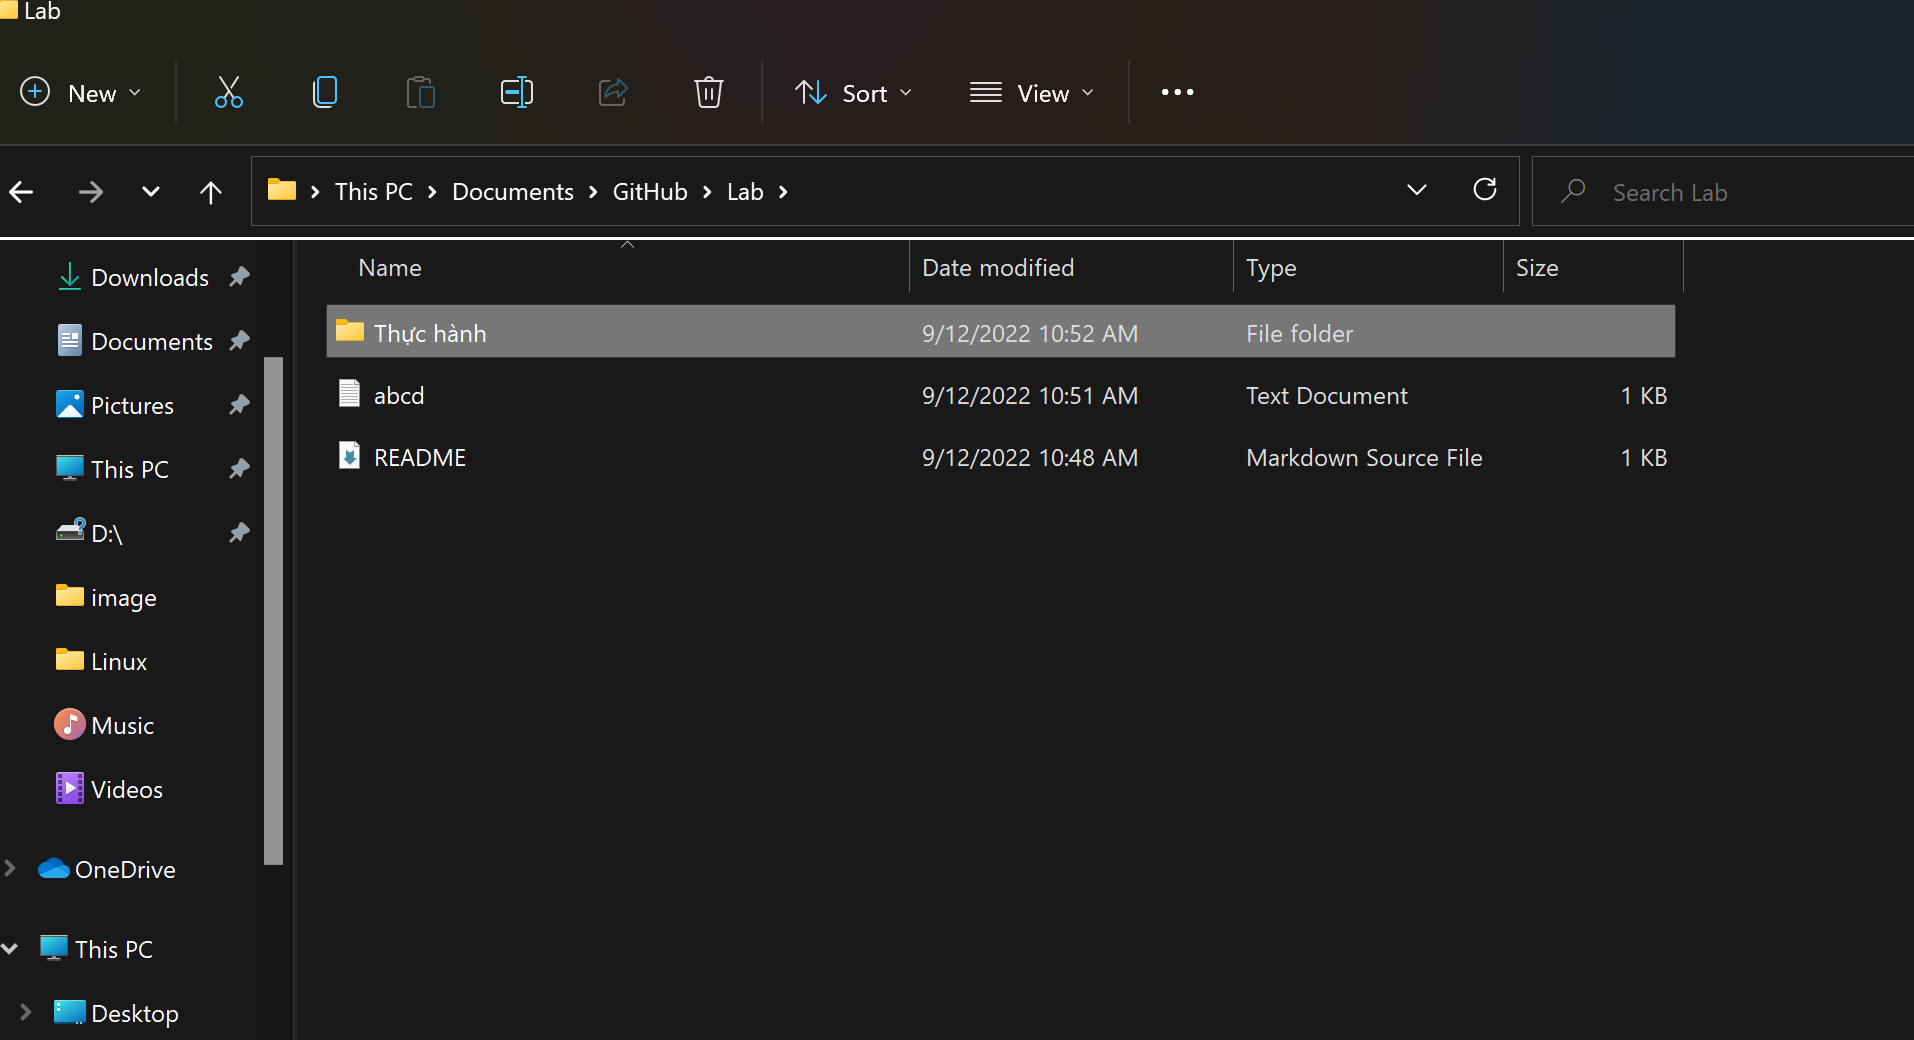 Lab
New Sort View
This PC Documents GitHub Lab
Search Lab
Name Date modified Type Size
Thực hành 9/12/2022 10:52 AM File folder
abcd 9/12/2022 10:51 AM Text Document 1 KB
README 9/12/2022 10:48 AM Markdown Source File 1 KB
Downloads
Documents
Pictures
This PC
D:\
image
Linux
Music
Videos
OneDrive
This PC
Desktop